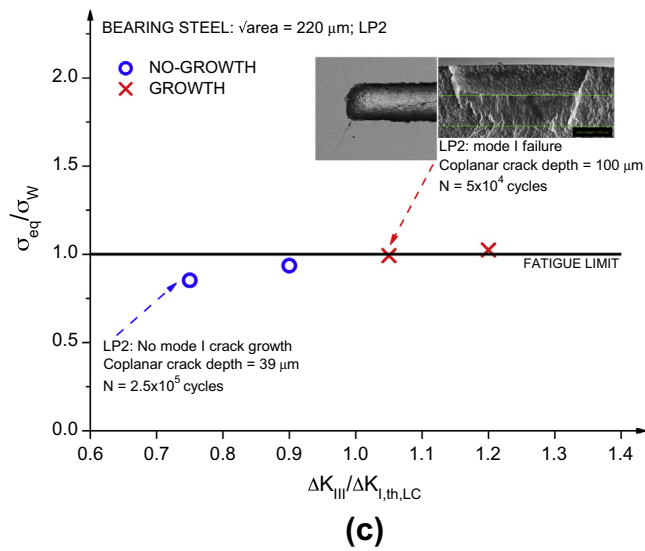 BEARING STEEL: √area = 220 μm; LP2
NO-GROWTH
GROWTH
LP2: mode I failure
Coplanar crack depth = 100 μm
N = 5x10⁴ cycles
FATIGUE LIMIT
LP2: No mode I crack growth
Coplanar crack depth = 39 μm
N = 2.5x10⁵ cycles
σeq/σW
2.0
1.5
1.0
0.5
0.0
0.6 0.7 0.8 0.9 1.0 1.1 1.2 1.3 1.4
ΔKIII/ΔKI,th,LC
(c)